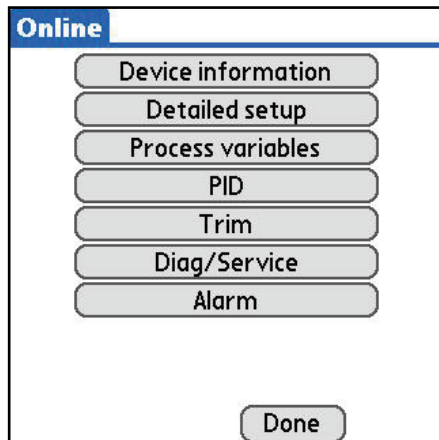 Online
Device information
Detailed setup
Process variables
PID
Trim
Diag/Service
Alarm
Done